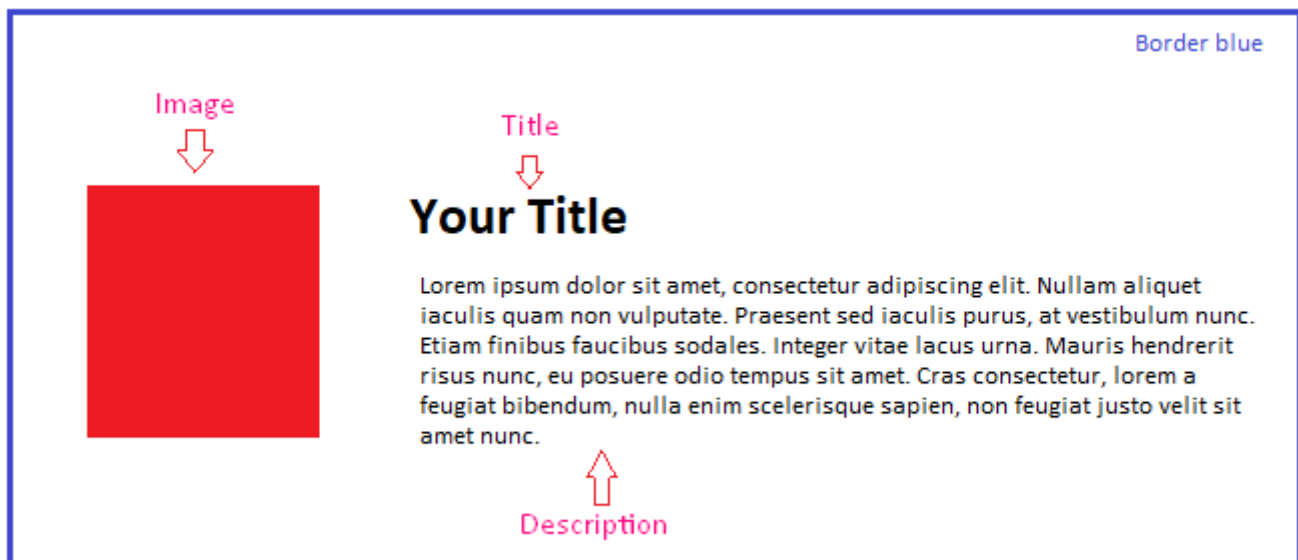 Border blue
Image
Title
Your Title
Lorem ipsum dolor sit amet, consectetur adipiscing elit. Nullam aliquet
iaculis quam non vulputate. Praesent sed iaculis purus, at vestibulum nunc.
Etiam finibus faucibus sodales. Integer vitae lacus urna. Mauris hendrerit
risus nunc, eu posuere odio tempus sit amet. Cras consectetur, lorem a
feugiat bibendum, nulla enim scelerisque sapien, non feugiat justo velit sit
amet nunc.
Description